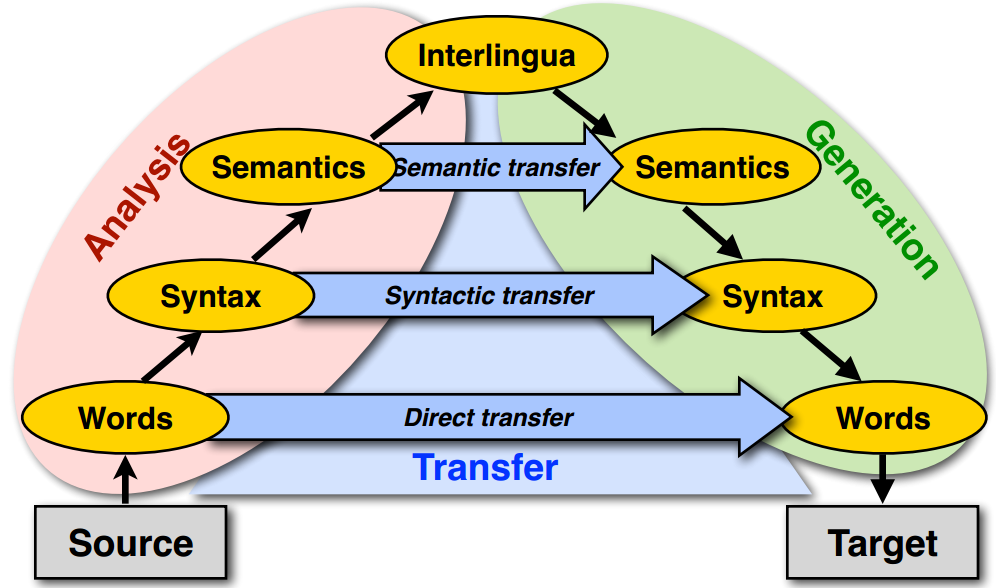 Interlingua
Analysis
Generation
Semantics
Semantic transfer
Semantics
Syntax
Syntactic transfer
Syntax
Words
Direct transfer
Words
Transfer
Source
Target